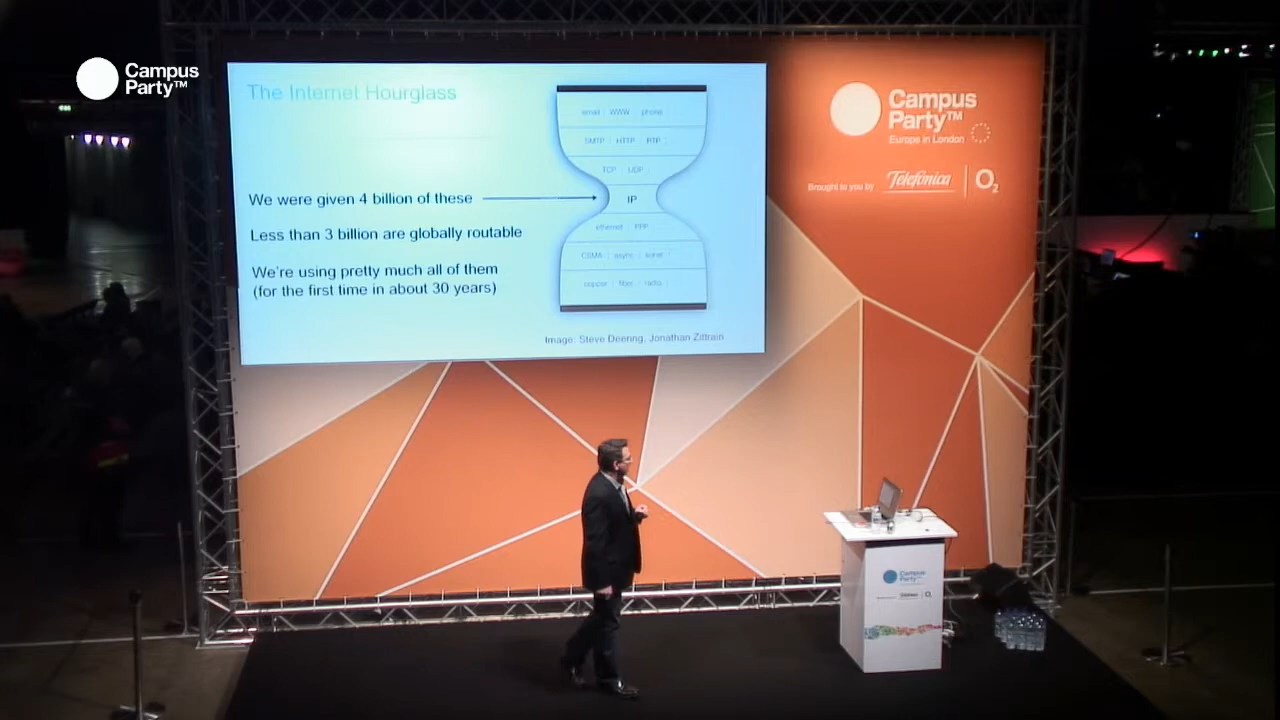 Campus
Party™
The Internet Hourglass
We were given 4 billion of these
Less than 3 billion are globally routable
We're using pretty much all of them
(for the first time in about 30 years)
email WWW phone
SMTP HTTP RTP
TCP UDP
IP
ethernet PPP
CSMA async sonet
copper fiber radio
Image: Steve Deering, Jonathan Zittrain
Campus
Party™
Europe in London
Brought to you by Telefónica O2
Campus
Party™